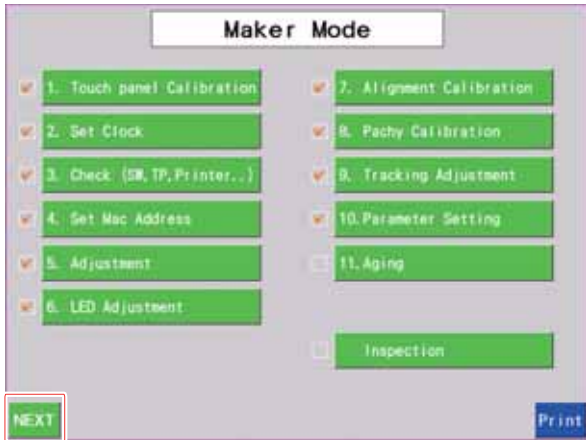 Maker Mode
1. Touch panel Calibration
2. Set Clock
3. Check (SW,TP,Printer..)
4. Set Mac Address
5. Adjustment
6. LED Adjustment
7. Alignment Calibration
8. Pachy Calibration
9. Tracking Adjustment
10.Parameter Setting
11.Aging
Inspection
NEXT
Print